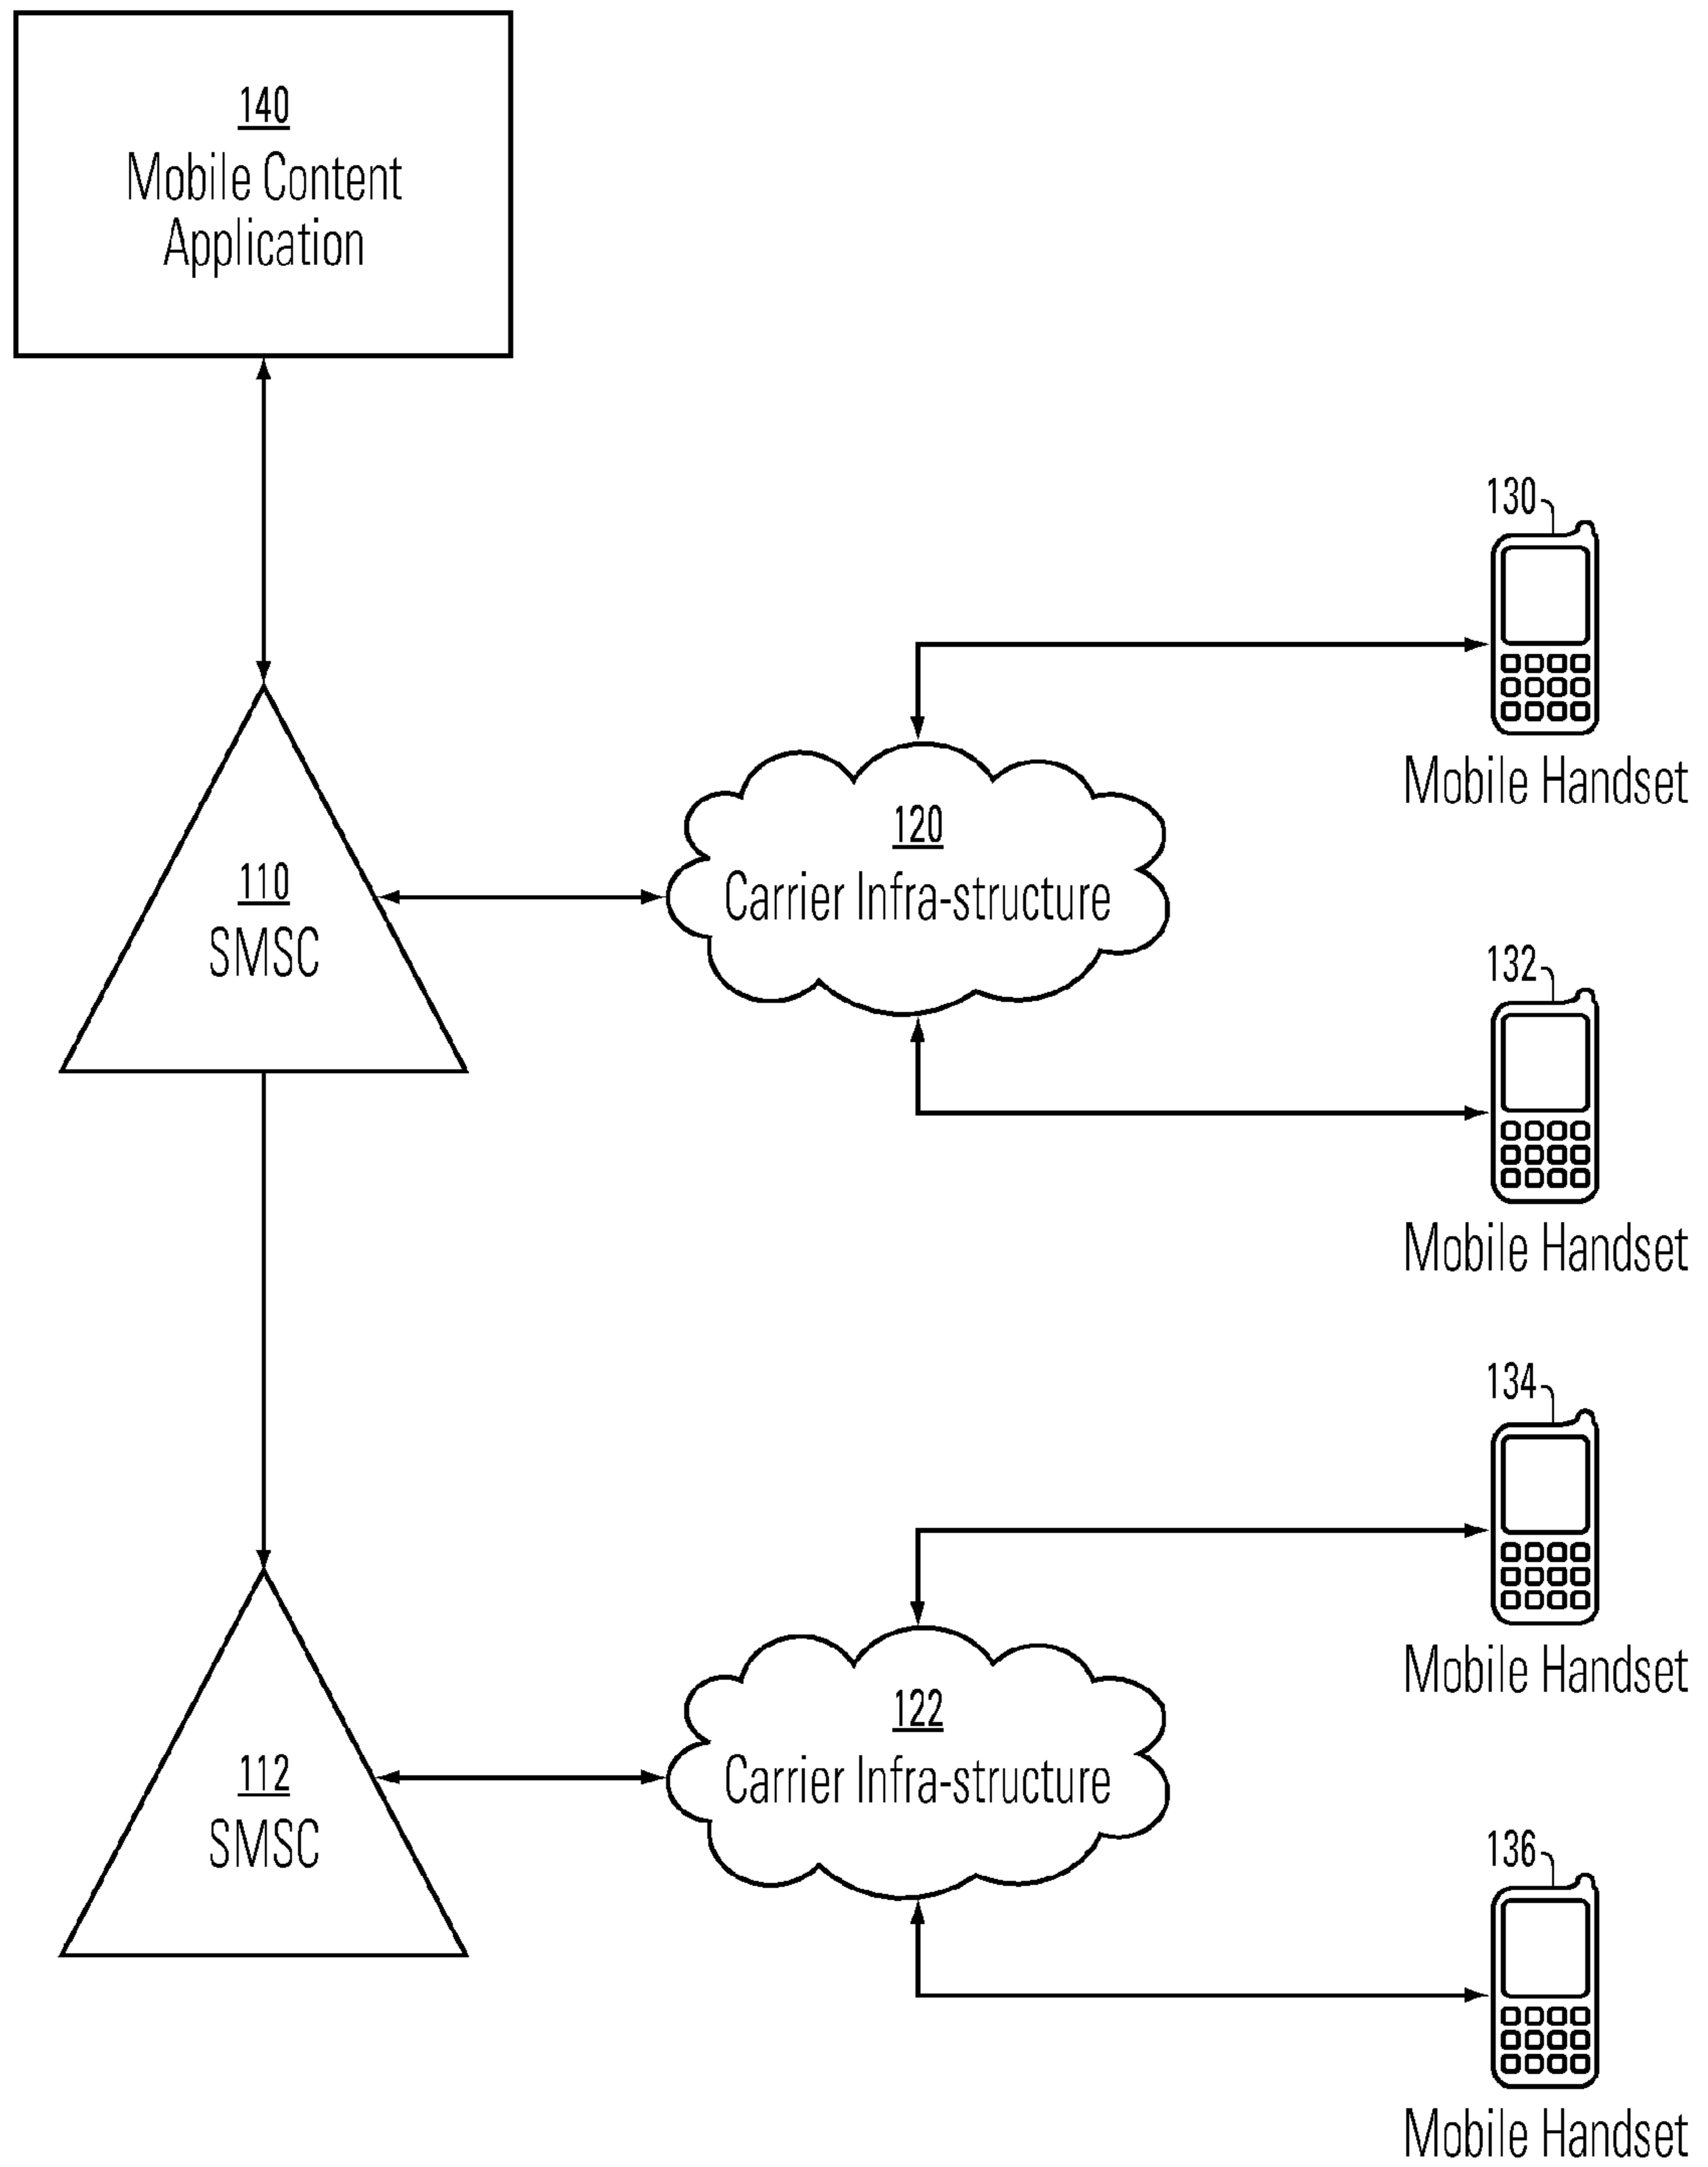 140
Mobile Content
Application
130
Mobile Handset
120
Carrier Infra-structure
110
SMSC
132
Mobile Handset
134
Mobile Handset
122
Carrier Infra-structure
112
SMSC
136
Mobile Handset